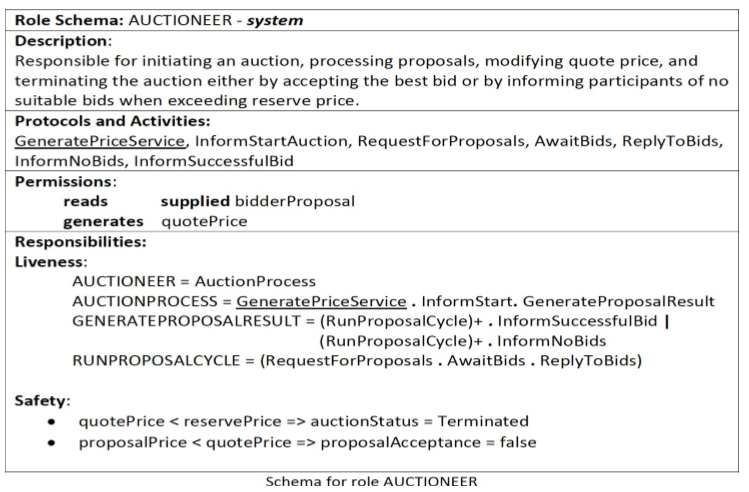 Role Schema: AUCTIONEER - system
Description:
Responsible for initiating an auction, processing proposals, modifying quote price, and
terminating the auction either by accepting the best bid or by informing participants of no
suitable bids when exceeding reserve price.
Protocols and Activities:
GeneratePriceService, InformStartAuction, RequestForProposals, AwaitBids, ReplyToBids,
InformNoBids, InformSuccessfulBid
Permissions:
reads supplied bidderProposal
generates quotePrice
Responsibilities:
Liveness:
AUCTIONEER = AuctionProcess
AUCTIONPROCESS = GeneratePriceService . InformStart. GenerateProposalResult
GENERATEPROPOSALRESULT = (RunProposalCycle)+ . InformSuccessfulBid |
(RunProposalCycle)+ . InformNoBids
RUNPROPOSALCYCLE = (RequestForProposals . AwaitBids . ReplyToBids)
Safety:
• quotePrice < reservePrice => auctionStatus = Terminated
• proposalPrice < quotePrice => proposalAcceptance = false
Schema for role AUCTIONEER